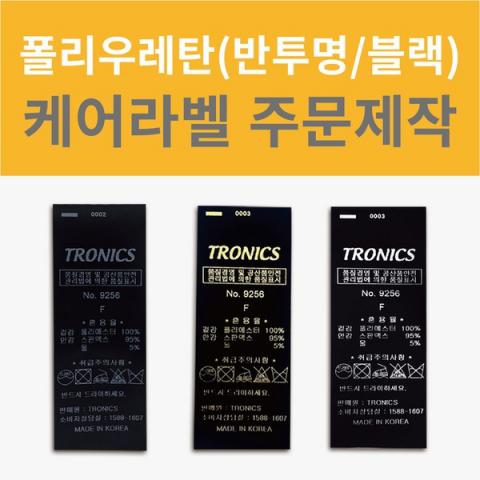 폴리우레탄(반투명/블랙)
케어라벨 주문제작
0002
TRONICS
품질경영 및 공산품안전
관리법에 의한 품질표시
No. 9256
F
* 혼 용 율 *
겉감 폴리에스터 100%
안감 스판덱스 95%
울 5%
* 취급주의사항 *
반드시 드라이하세요.
판매원 : TRONICS
소비자상담실 : 1588-1607
MADE IN KOREA
0003
TRONICS
품질경영 및 공산품안전
관리법에 의한 품질표시
No. 9256
F
* 혼 용 율 *
겉감 폴리에스터 100%
안감 스판덱스 95%
울 5%
* 취급주의사항 *
반드시 드라이하세요.
판매원 : TRONICS
소비자상담실 : 1588-1607
MADE IN KOREA
0003
TRONICS
품질경영 및 공산품안전
관리법에 의한 품질표시
No. 9256
F
* 혼 용 율 *
겉감 폴리에스터 100%
안감 스판덱스 95%
울 5%
* 취급주의사항 *
반드시 드라이하세요.
판매원 : TRONICS
소비자상담실 : 1588-1607
MADE IN KOREA